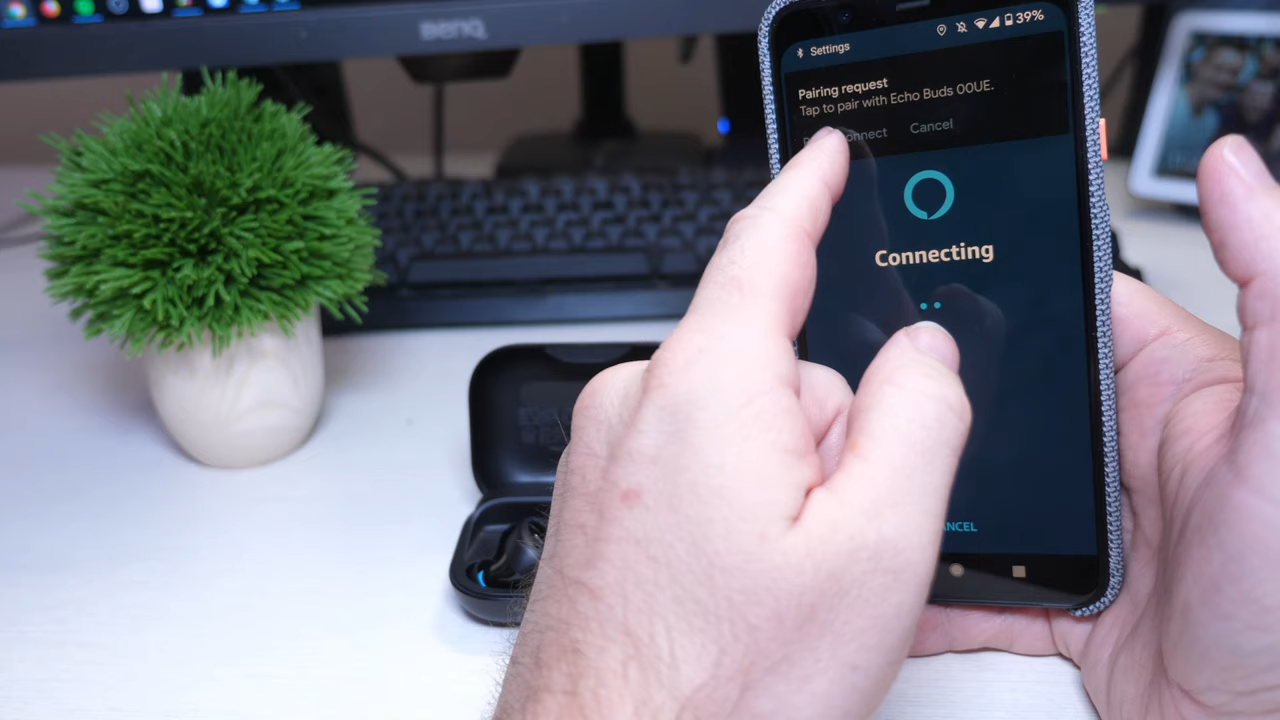 BenQ
Settings
39%
Pairing request
Tap to pair with Echo Buds 00UE.
Cancel
Connecting